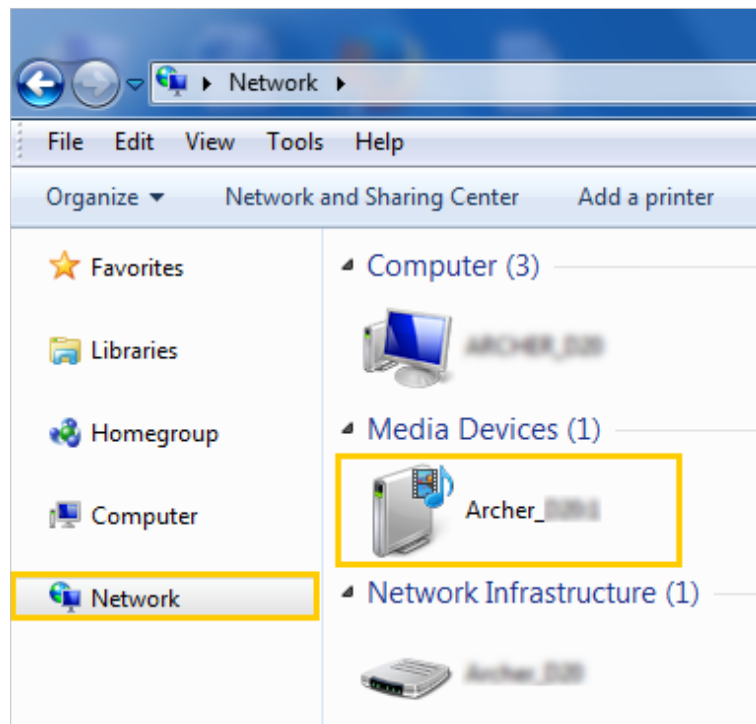 Network
File Edit View Tools Help
Organize Network and Sharing Center Add a printer
Favorites
Libraries
Homegroup
Computer
Network
Computer (3)
Media Devices (1)
Archer_
Network Infrastructure (1)